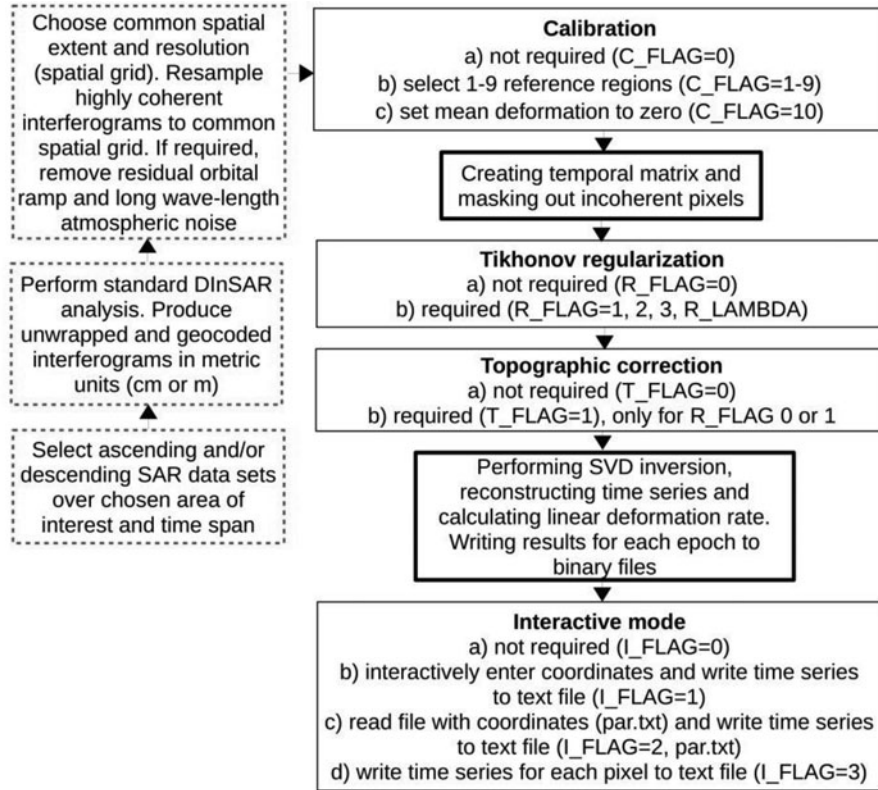 Choose common spatial
extent and resolution
(spatial grid). Resample
highly coherent
interferograms to common
spatial grid. If required,
remove residual orbital
ramp and long wave-length
atmospheric noise
Perform standard DInSAR
analysis. Produce
unwrapped and geocoded
interferograms in metric
units (cm or m)
Select ascending and/or
descending SAR data sets
over chosen area of
interest and time span
Calibration
a) not required (C_FLAG=0)
b) select 1-9 reference regions (C_FLAG=1-9)
c) set mean deformation to zero (C_FLAG=10)
Creating temporal matrix and
masking out incoherent pixels
Tikhonov regularization
a) not required (R_FLAG=0)
b) required (R_FLAG=1, 2, 3, R_LAMBDA)
Topographic correction
a) not required (T_FLAG=0)
b) required (T_FLAG=1), only for R_FLAG 0 or 1
Performing SVD inversion,
reconstructing time series and
calculating linear deformation rate.
Writing results for each epoch to
binary files
Interactive mode
a) not required (I_FLAG=0)
b) interactively enter coordinates and write time series
to text file (I_FLAG=1)
c) read file with coordinates (par.txt) and write time series
to text file (I_FLAG=2, par.txt)
d) write time series for each pixel to text file (I_FLAG=3)